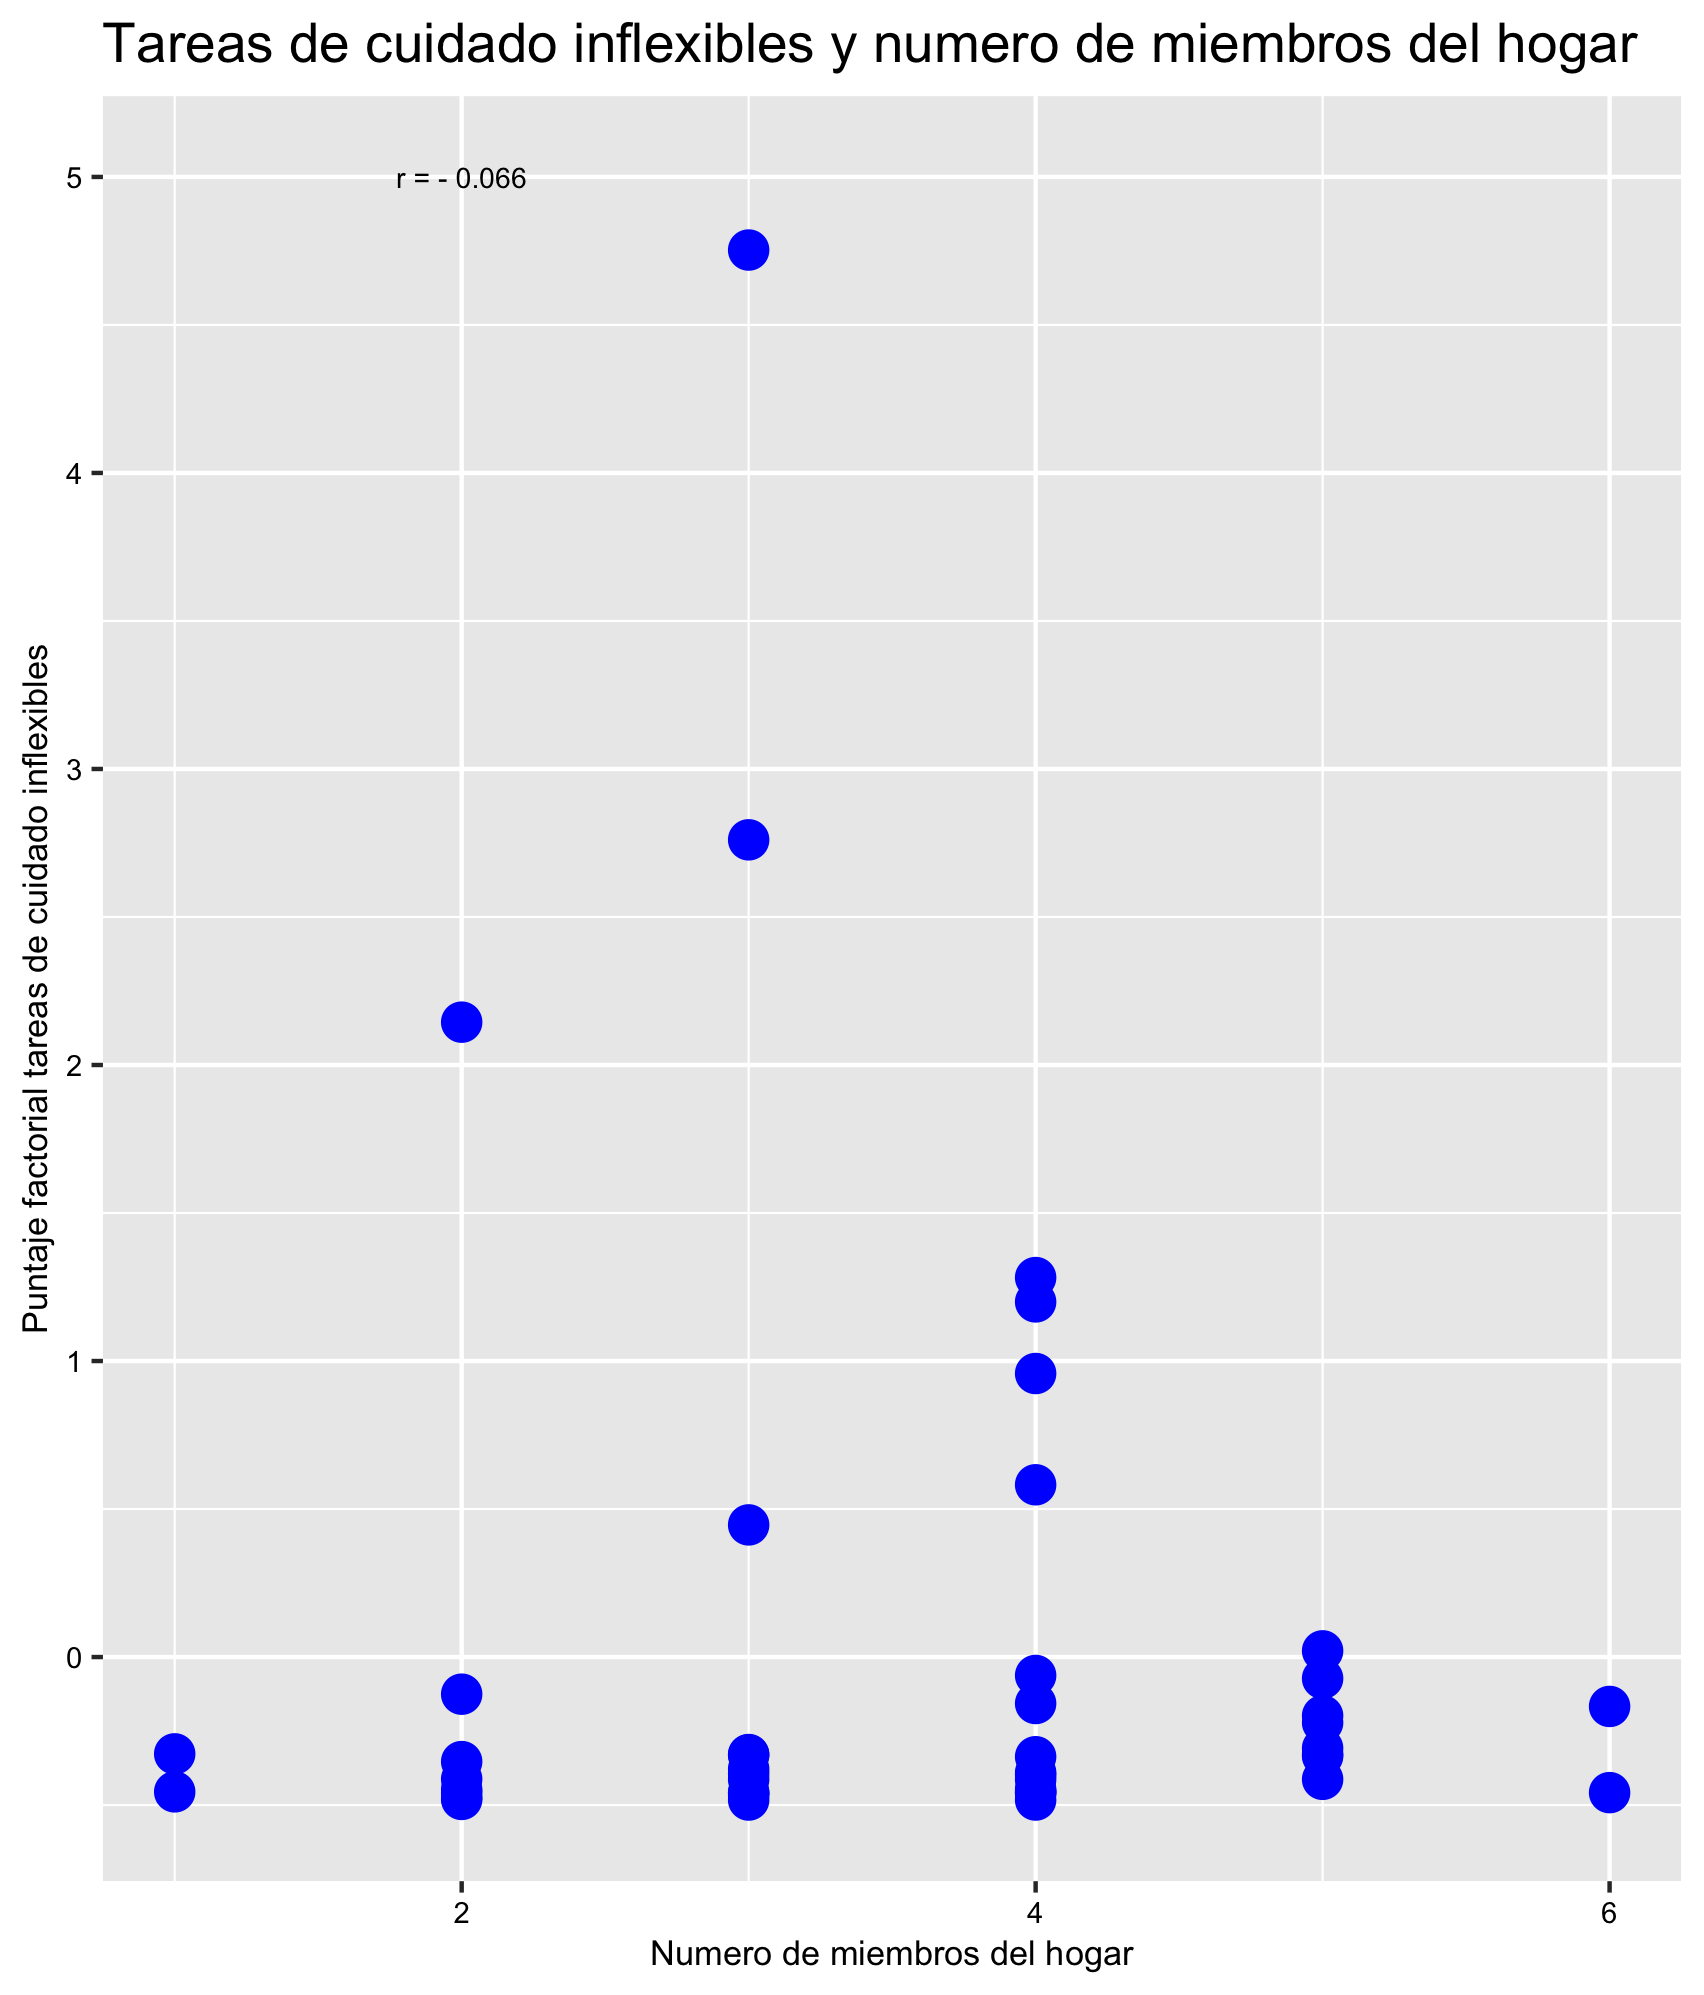 Tareas de cuidado inflexibles y numero de miembros del hogar
r = - 0.066
Puntaje factorial tareas de cuidado inflexibles
5
4
3
2
1
0
2
4
6
Numero de miembros del hogar